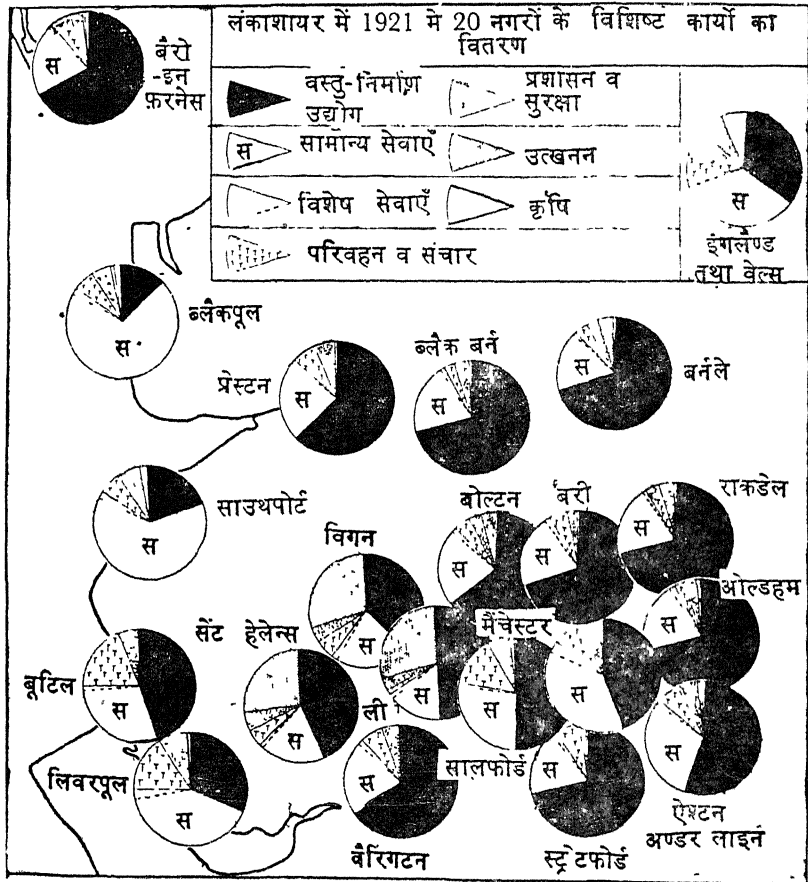 लंकाशायर में 1921 मे 20 नगरों के विशिष्टं कार्यो का
वितरण
बैरो
-इन
फ़रनेस
वस्तु-निर्माण
उद्योग
प्रशासन व
सुरक्षा
स
सामान्य सेवाएँ
उत्खनन
विशेष सेवाएँ
कृषि
परिवहन व संचार
स
इंगलैण्ड
तथा वेल्स
स
ब्लैकपूल
स
प्रेस्टन
स
ब्लैक बर्न
स
बर्नले
स
साउथपोर्ट
स
विगन
स
बोल्टन
स
बरी
स
राकडेल
स
ओल्डहम
स
सेंट हेलेन्स
स
ली
स
मैंचेस्टर
स
सालफोर्ड
स
बूटिल
स
लिवरपूल
स
वैरिगटन
स
स्ट्रेटफोर्ड
स
ऐश्टन
अण्डर लाइन
स